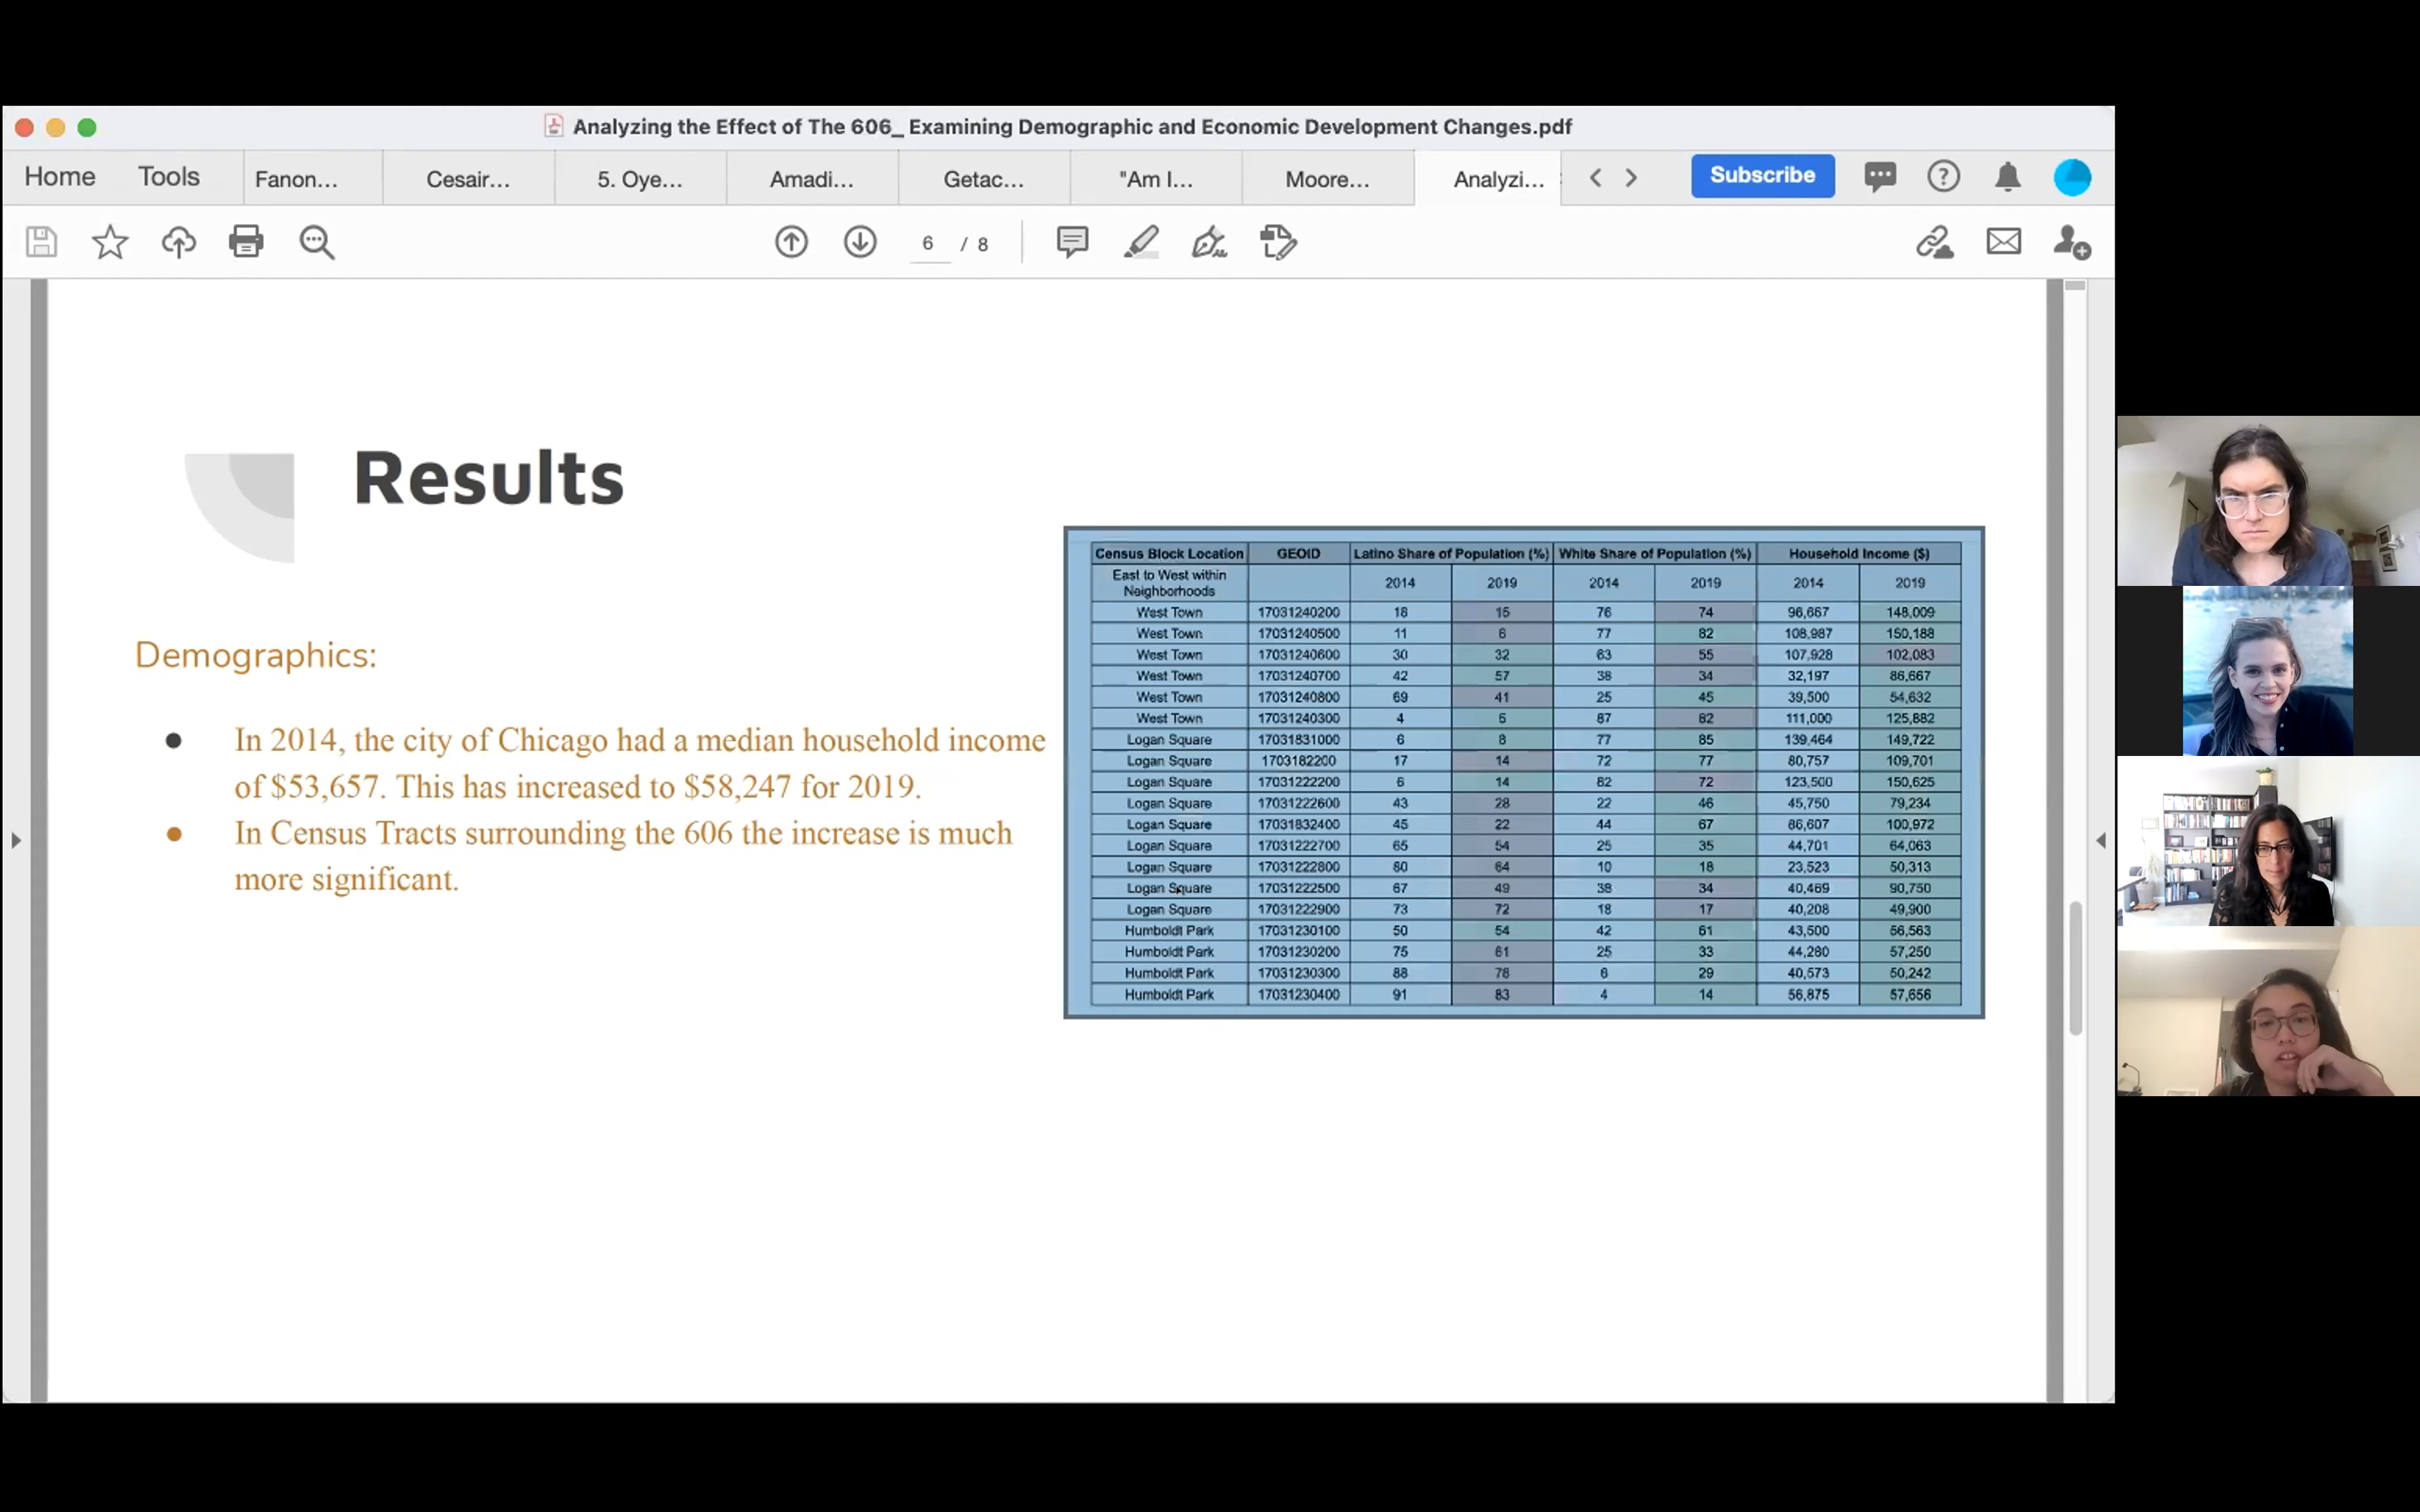 Analyzing the Effect of The 606_ Examining Demographic and Economic Development Changes.pdf
Home Tools Fanon... Cesair... 5. Oye... Amadi... Getac... "Am I... Moore... Analyzi... Subscribe
6 / 8
Results
Demographics:
In 2014, the city of Chicago had a median household income
of $53,657. This has increased to $58,247 for 2019.
In Census Tracts surrounding the 606 the increase is much
more significant.
Census Block Location GEOID Latino Share of Population (%) White Share of Population (%) Household Income ($)
East to West within
Neighborhoods
2014 2019 2014 2019 2014 2019
West Town 17031240200 18 15 76 74 96,667 148,009
West Town 17031240500 11 6 77 82 108,987 150,188
West Town 17031240600 30 32 63 55 107,928 102,083
West Town 17031240700 42 57 38 34 32,197 86,667
West Town 17031240800 69 41 25 45 39,500 54,632
West Town 17031240300 4 5 87 82 111,000 125,882
Logan Square 17031831000 6 8 77 85 139,464 149,722
Logan Square 1703182200 17 14 72 77 80,757 109,701
Logan Square 17031222200 6 14 82 72 123,500 150,625
Logan Square 17031222600 43 28 22 46 45,750 79,234
Logan Square 17031832400 45 22 44 67 86,607 100,972
Logan Square 17031222700 65 54 25 35 44,701 64,063
Logan Square 17031222800 80 64 10 18 23,523 50,313
Logan Square 17031222500 67 49 38 34 40,469 90,750
Logan Square 17031222900 73 72 18 17 40,208 49,900
Humboldt Park 17031230100 50 54 42 61 43,500 56,563
Humboldt Park 17031230200 75 61 25 33 44,280 57,250
Humboldt Park 17031230300 88 78 6 29 40,573 50,242
Humboldt Park 17031230400 91 83 4 14 56,875 57,656